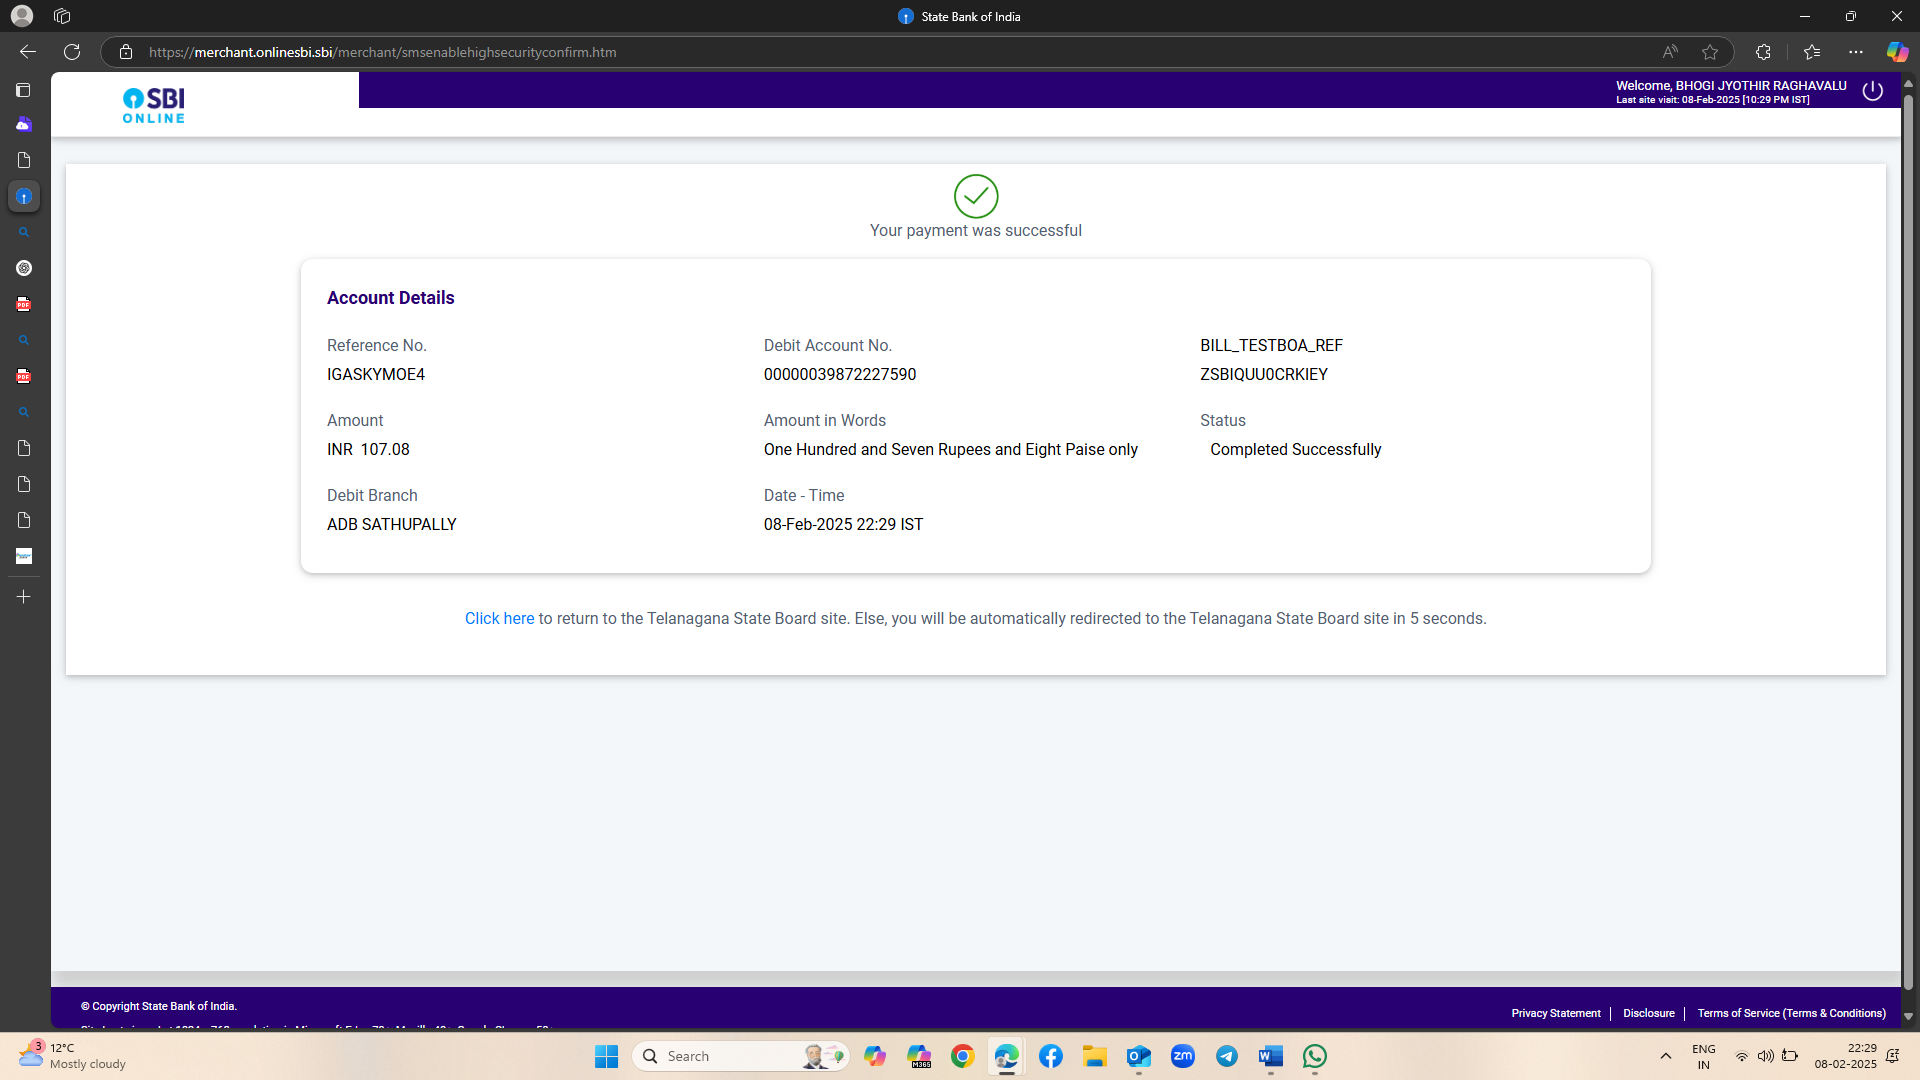 State Bank of India
https://merchant.onlinesbi.sbi/merchant/smsenablehighsecurityconfirm.htm
SBI
ONLINE
Welcome, BHOGI JYOTHIR RAGHAVALU
Last site visit: 08-Feb-2025 [10:29 PM IST]
Your payment was successful
Account Details
Reference No.
IGASKYMOE4
Debit Account No.
00000039872227590
BILL_TESTBOA_REF
ZSBIQUU0CRKIEY
Amount
INR 107.08
Amount in Words
One Hundred and Seven Rupees and Eight Paise only
Status
Completed Successfully
Debit Branch
ADB SATHUPALLY
Date - Time
08-Feb-2025 22:29 IST
Click here to return to the Telanagana State Board site. Else, you will be automatically redirected to the Telanagana State Board site in 5 seconds.
© Copyright State Bank of India.
Privacy Statement
Disclosure
Terms of Service (Terms & Conditions)
3
12°C
Mostly cloudy
Search
M365
zm
ENG
IN
22:29
08-02-2025